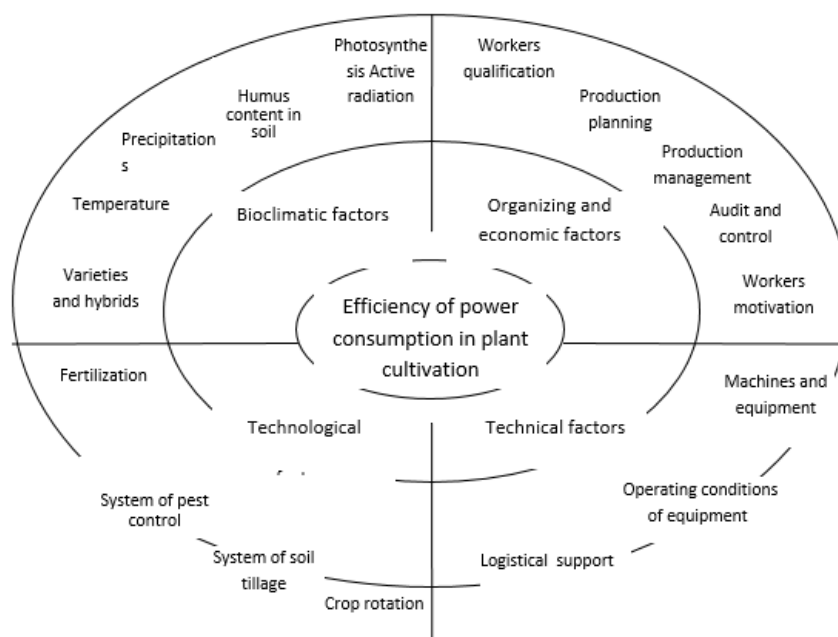 Photosynthe
sis Active
radiation
Humus
content in
soil
Precipitation
s
Temperature
Varieties
and hybrids
Bioclimatic factors
Workers
qualification
Production
planning
Production
management
Audit and
control
Workers
motivation
Organizing and
economic factors
Efficiency of power
consumption in plant
cultivation
Fertilization
System of pest
control
System of soil
tillage
Crop rotation
Technological
Technical factors
Machines and
equipment
Operating conditions
of equipment
Logistical support